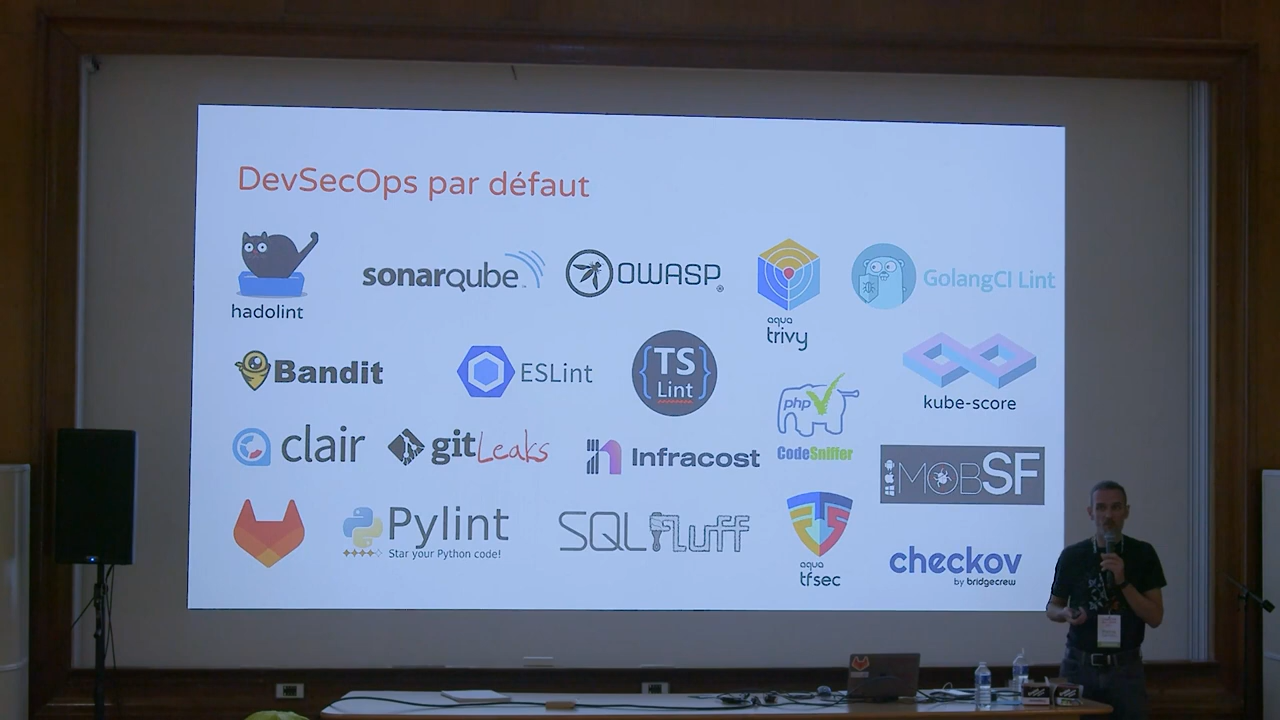 DevSecOps par défaut
hadolint
sonarqube
OWASP
aqua
trivy
GolangCI Lint
Bandit
ESLint
TS
Lint
php
CodeSniffer
kube-score
clair
gitLeaks
Infracost
MOBSF
Pylint
Star your Python code!
SQLfluff
aqua
tfsec
checkov
by bridgecrew